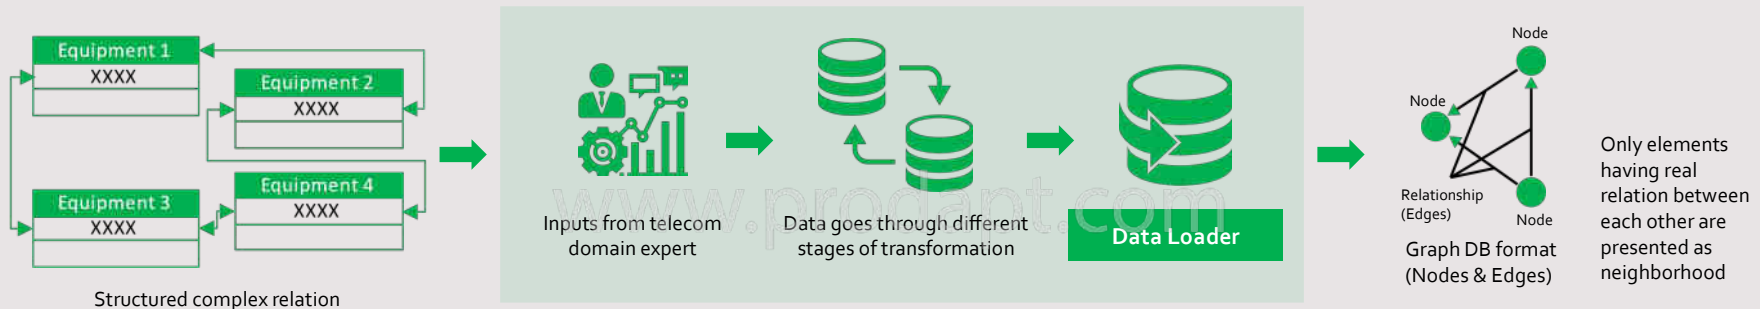 Equipment 1
XXXX
Equipment 2
XXXX
Equipment 3
XXXX
Equipment 4
XXXX
Structured complex relation
Inputs from telecom
domain expert
Data goes through different
stages of transformation
Data Loader
www.prodapt.com
Node
Node
Relationship
(Edges)
Node
Graph DB format
(Nodes & Edges)
Only elements
having real
relation between
each other are
presented as
neighborhood